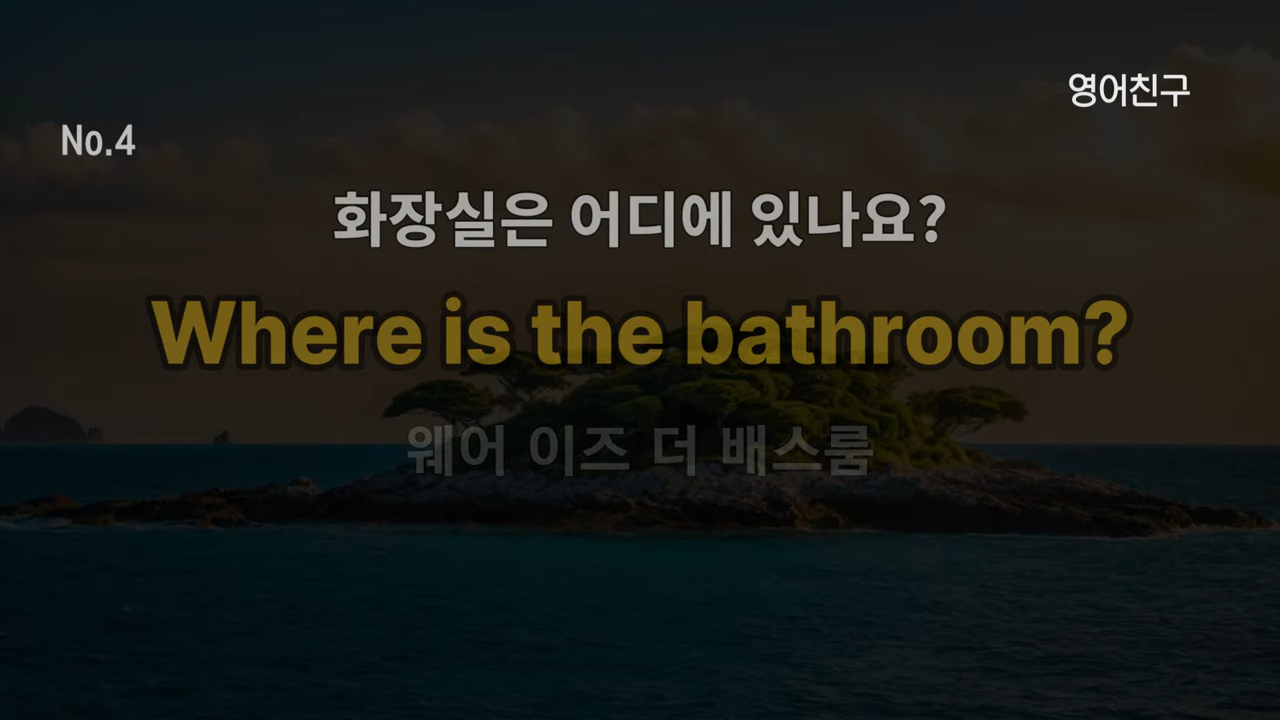 영어친구
No.4
화장실은 어디에 있나요?
Where is the bathroom?
웨어 이즈 더 배스룸